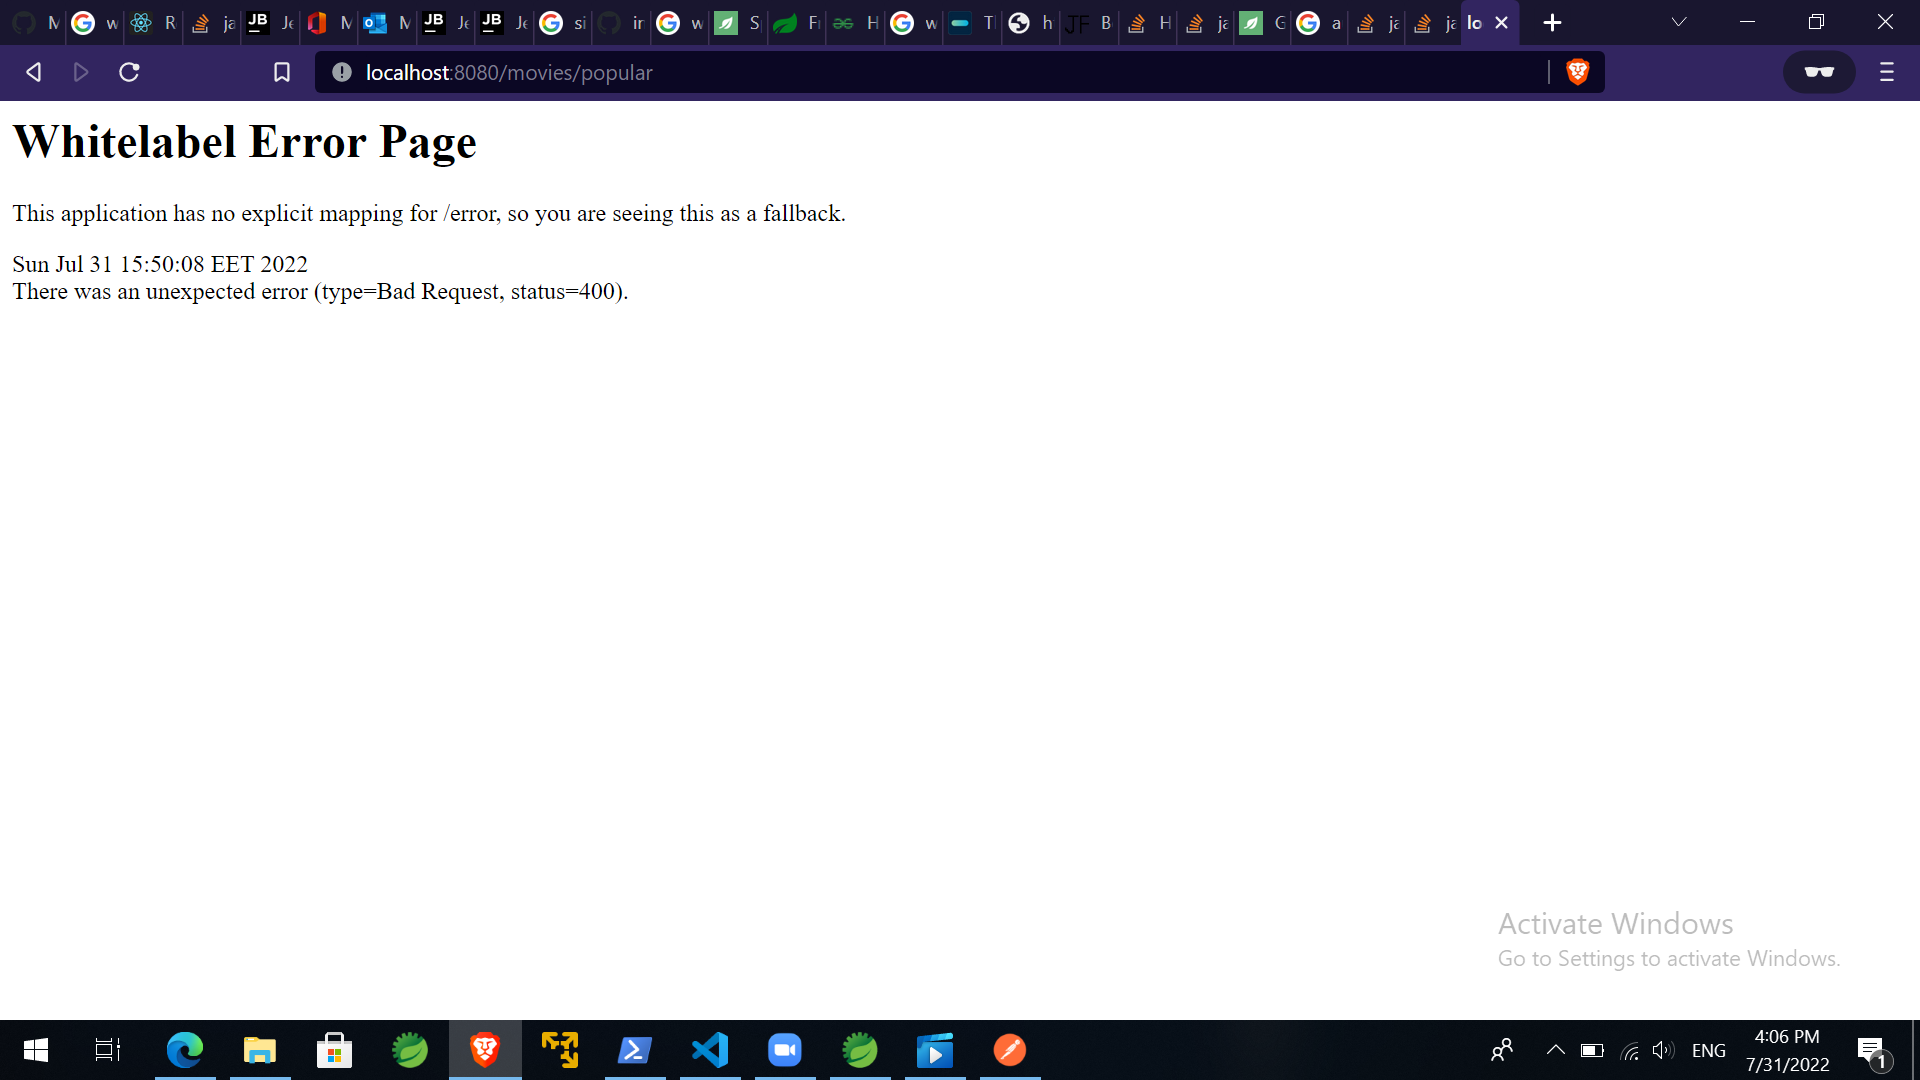 M
w
R
ja
JB
Je
M
M
JB
Je
JB
Je
si
ir
w
S
Fr
H
w
Tl
h
JF
B
H
ja
G
a
ja
ja
lo
localhost:8080/movies/popular
Whitelabel Error Page
This application has no explicit mapping for /error, so you are seeing this as a fallback.
Sun Jul 31 15:50:08 EET 2022
There was an unexpected error (type=Bad Request, status=400).
Activate Windows
Go to Settings to activate Windows.
ENG
4:06 PM
7/31/2022
1